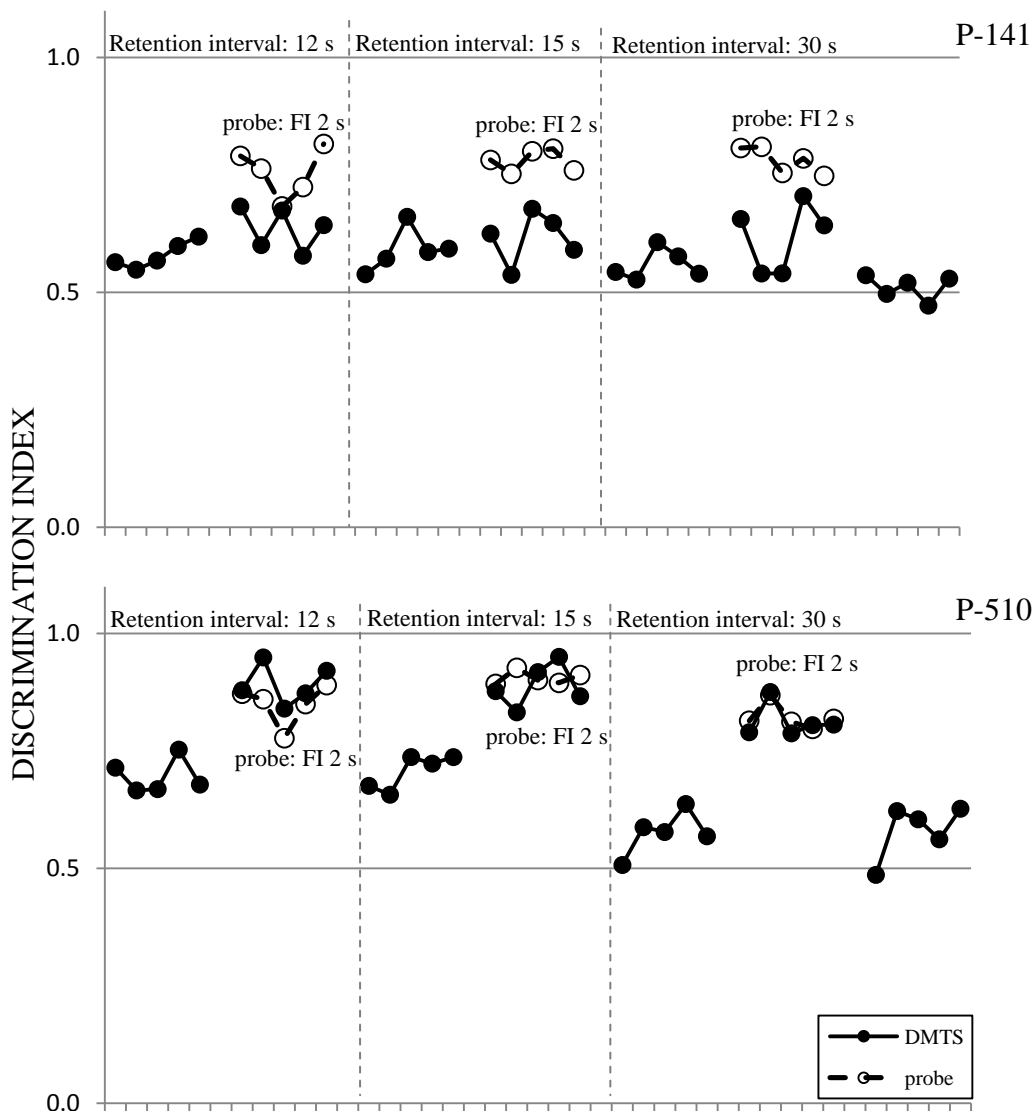 P-141
Retention interval: 12 s
Retention interval: 15 s
Retention interval: 30 s
1.0
probe: FI 2 s
probe: FI 2 s
probe: FI 2 s
0.5
0.0
DISCRIMINATION INDEX
P-510
Retention interval: 12 s
Retention interval: 15 s
Retention interval: 30 s
1.0
probe: FI 2 s
probe: FI 2 s
probe: FI 2 s
0.5
DMTS
probe
0.0